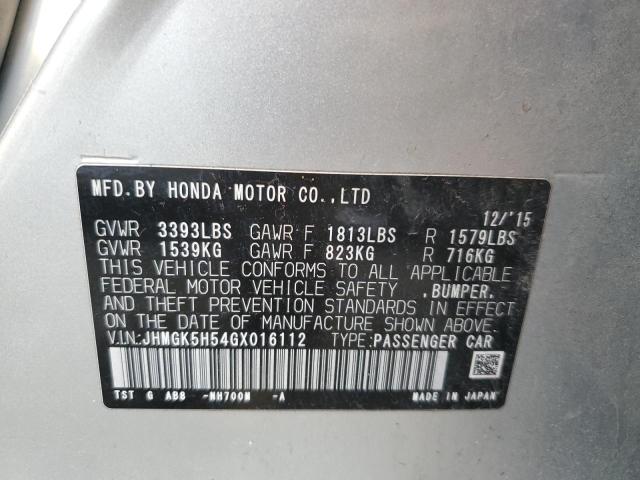 MFD.BY HONDA MOTOR CO.,LTD
12/'15
GVWR 3393LBS GAWR F 1813LBS R 1579LBS
GVWR 1539KG GAWR F 823KG R 716KG
THIS VEHICLE CONFORMS TO ALL APPLICABLE
FEDERAL MOTOR VEHICLE SAFETY ,BUMPER,
AND THEFT PREVENTION STANDARDS IN EFFECT
ON THE DATE OF MANUFACTURE SHOWN ABOVE.
V.I.N:JHMGK5H54GX016112 TYPE:PASSENGER CAR
TST G ABB -NH700M -A MADE IN JAPAN